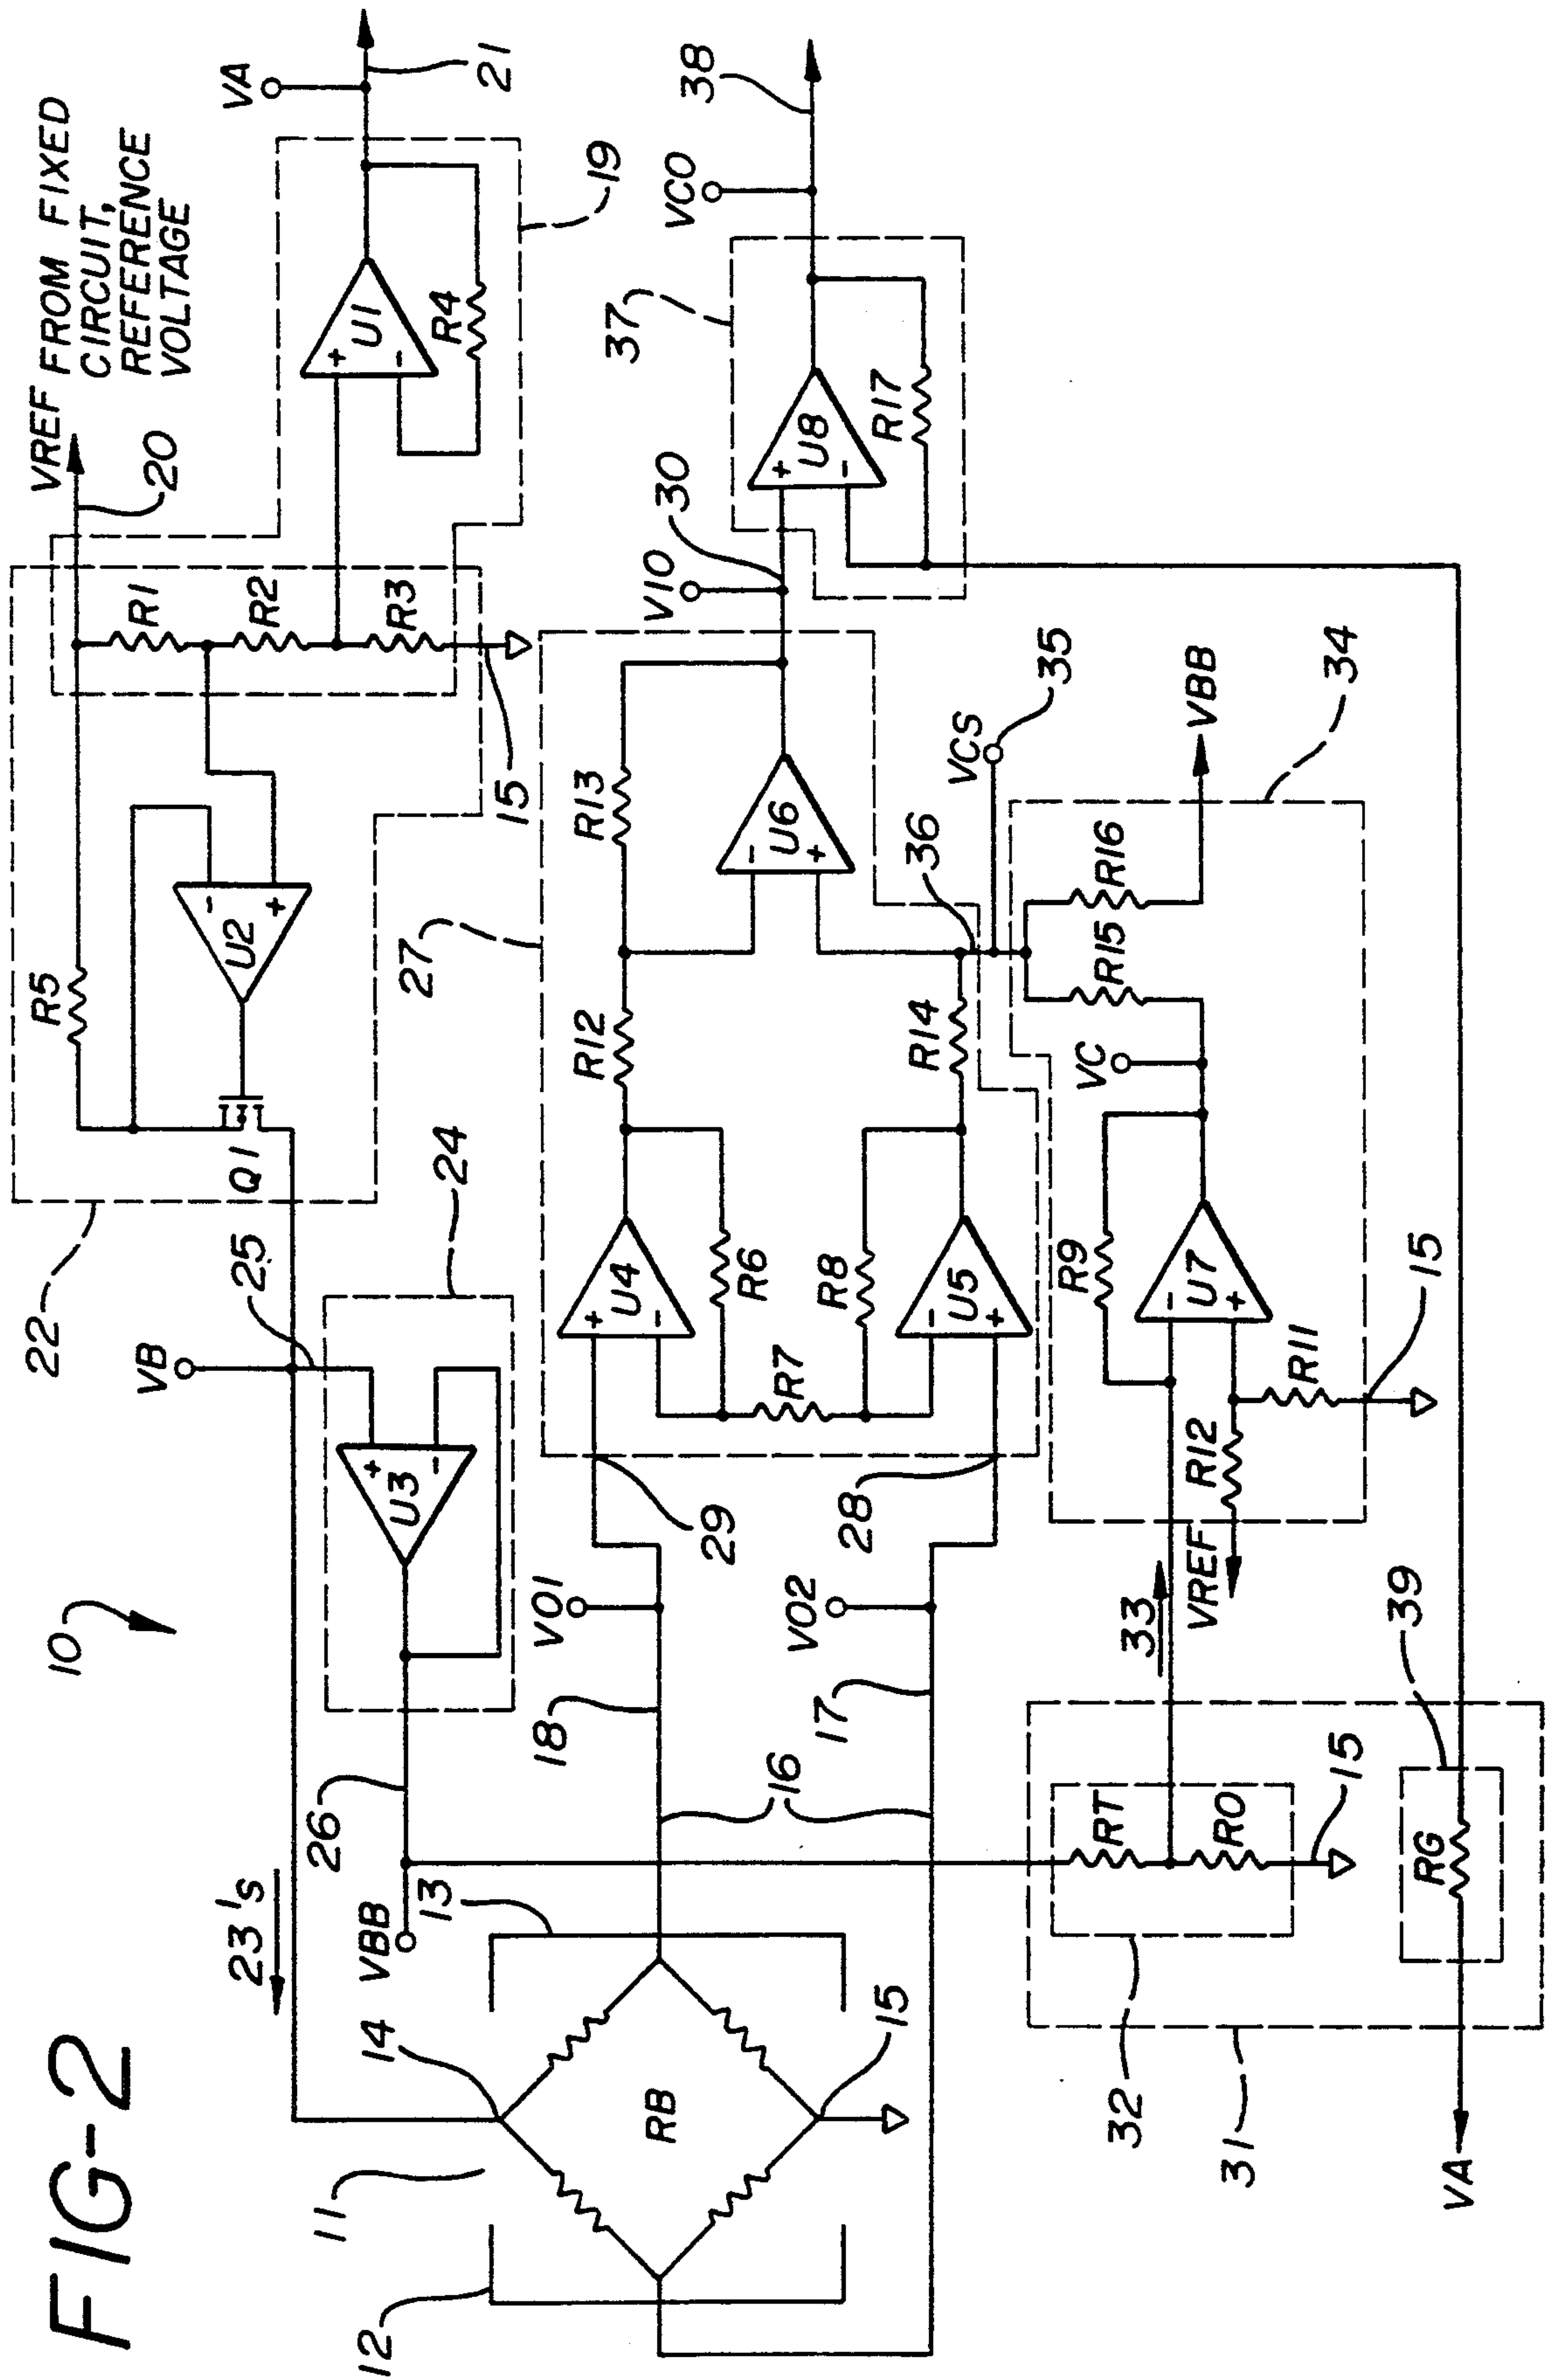 FIG-2
10
VREF FROM FIXED
CIRCUIT,
REFERENCE
VOLTAGE
20
VA
21
19
U1
+
-
R4
R1
R2
R3
15
R5
U2
-
+
Q1
22
VB
25
24
U3
+
-
26
23's
VBB
13
14
11
12
RB
15
16
18
17
VO1
VO2
29
28
27
U4
+
-
R6
R7
R8
U5
-
+
R12
R13
R14
U6
-
+
V10
30
37
U8
+
-
R17
VCO
38
36
VCS
35
34
R15
R16
VBB
VC
R9
U7
-
+
R11
15
R12
VREF
33
RT
RO
15
32
31
39
RG
VA